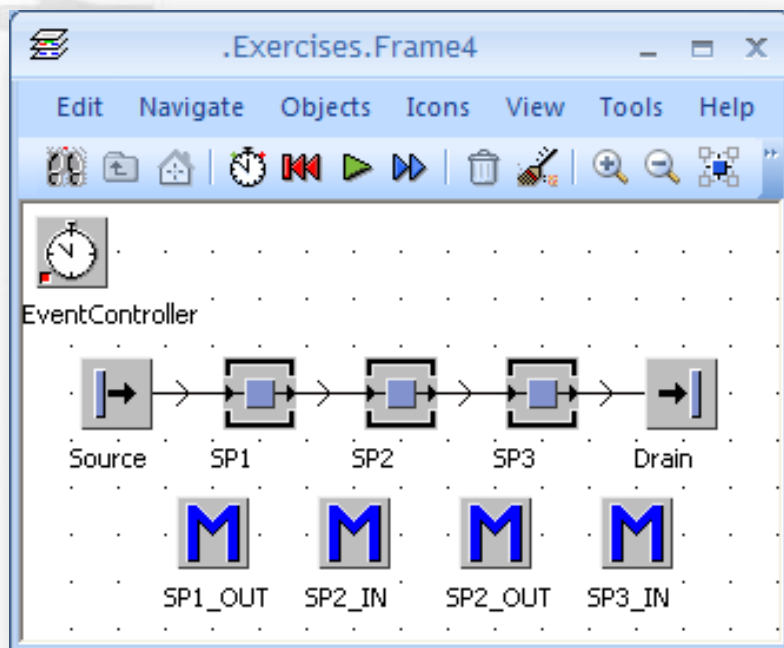 .Exercises.Frame4
Edit Navigate Objects Icons View Tools Help
EventController
Source SP1 SP2 SP3 Drain
M M M M
SP1_OUT SP2_IN SP2_OUT SP3_IN